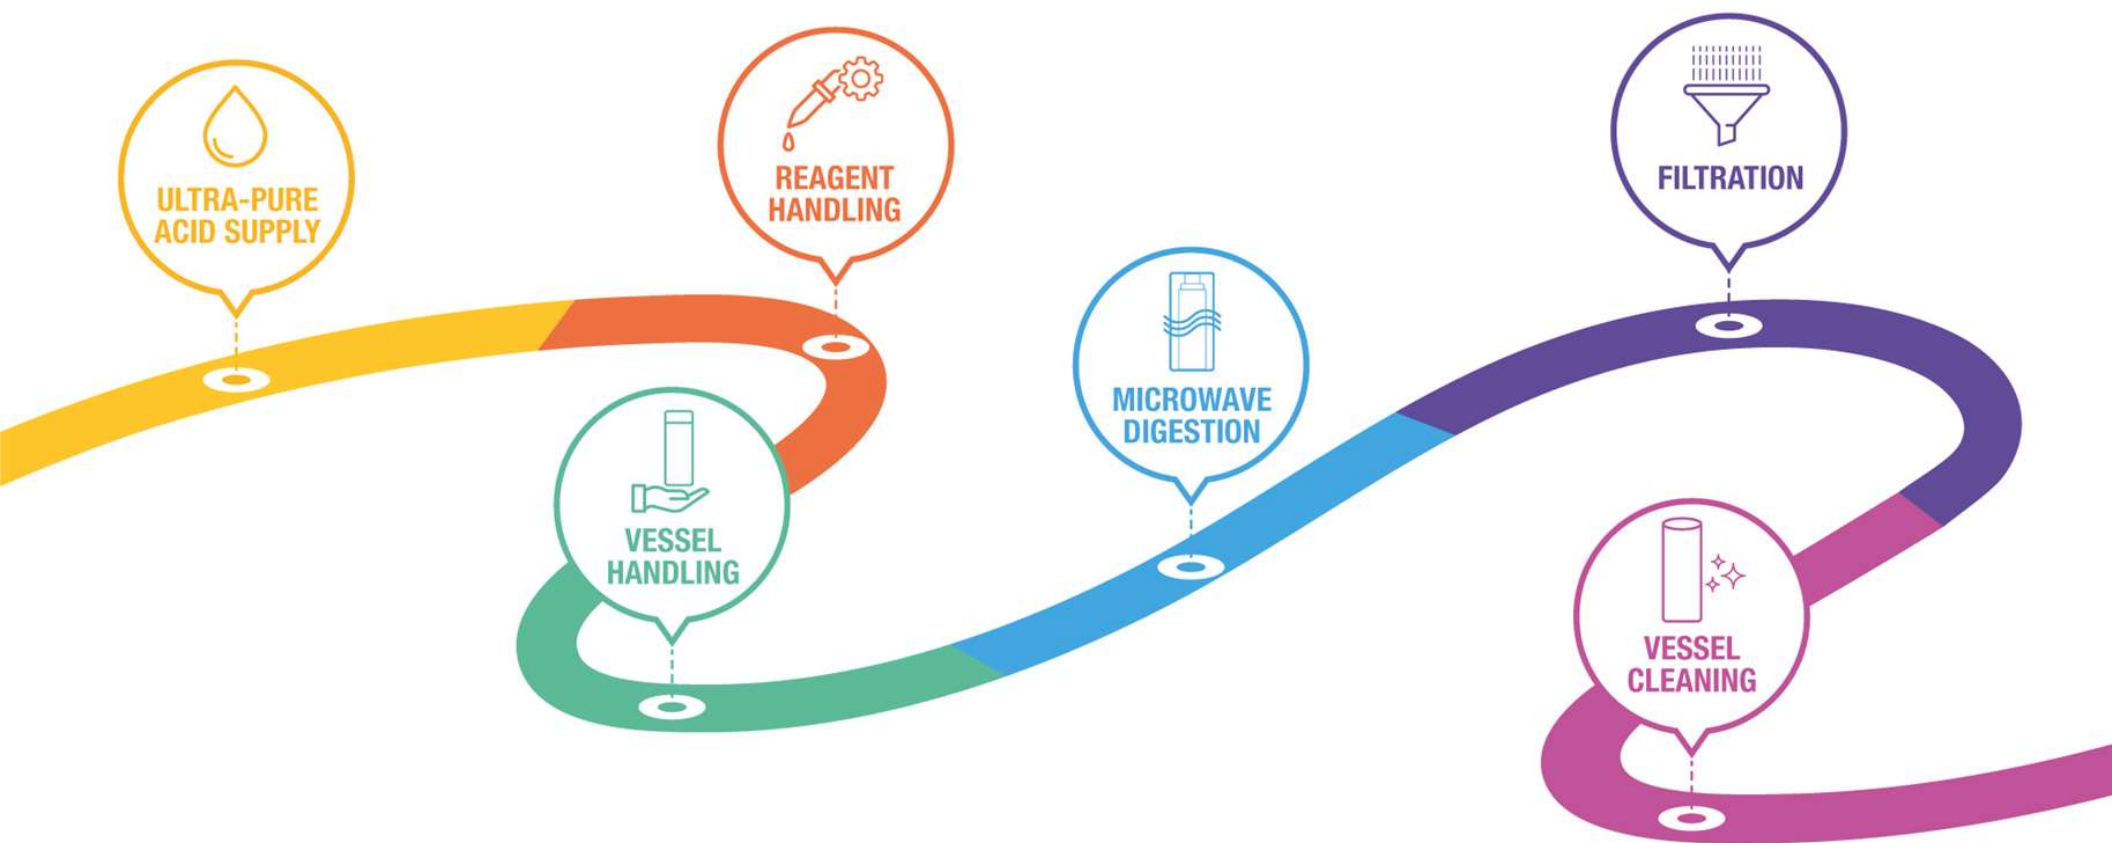 ULTRA-PURE
ACID SUPPLY
REAGENT
HANDLING
VESSEL
HANDLING
MICROWAVE
DIGESTION
FILTRATION
VESSEL
CLEANING